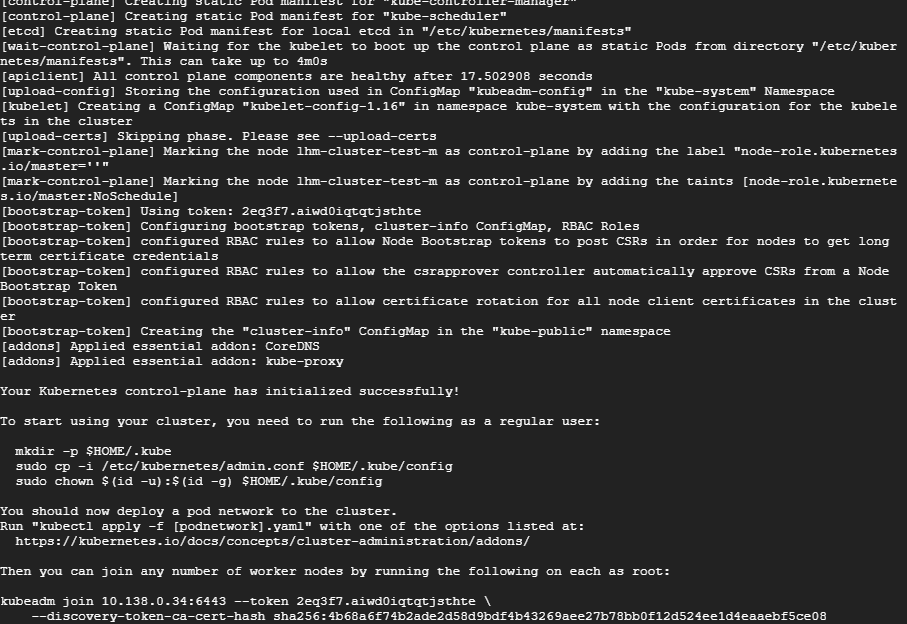 [control-plane] Creating static Pod manifest for "kube-controller-manager"
[control-plane] Creating static Pod manifest for "kube-scheduler"
[etcd] Creating static Pod manifest for local etcd in "/etc/kubernetes/manifests"
[wait-control-plane] Waiting for the kubelet to boot up the control plane as static Pods from directory "/etc/kuber
netes/manifests". This can take up to 4m0s
[apiclient] All control plane components are healthy after 17.502908 seconds
[upload-config] Storing the configuration used in ConfigMap "kubeadm-config" in the "kube-system" Namespace
[kubelet] Creating a ConfigMap "kubelet-config-1.16" in namespace kube-system with the configuration for the kubele
ts in the cluster
[upload-certs] Skipping phase. Please see --upload-certs
[mark-control-plane] Marking the node lhm-cluster-test-m as control-plane by adding the label "node-role.kubernetes
.io/master=''"
[mark-control-plane] Marking the node lhm-cluster-test-m as control-plane by adding the taints [node-role.kubernete
s.io/master:NoSchedule]
[bootstrap-token] Using token: 2eq3f7.aiwd0iqtqtjsthte
[bootstrap-token] Configuring bootstrap tokens, cluster-info ConfigMap, RBAC Roles
[bootstrap-token] configured RBAC rules to allow Node Bootstrap tokens to post CSRs in order for nodes to get long
term certificate credentials
[bootstrap-token] configured RBAC rules to allow the csrapprover controller automatically approve CSRs from a Node
Bootstrap Token
[bootstrap-token] configured RBAC rules to allow certificate rotation for all node client certificates in the clust
er
[bootstrap-token] Creating the "cluster-info" ConfigMap in the "kube-public" namespace
[addons] Applied essential addon: CoreDNS
[addons] Applied essential addon: kube-proxy
Your Kubernetes control-plane has initialized successfully!
To start using your cluster, you need to run the following as a regular user:
mkdir -p $HOME/.kube
sudo cp -i /etc/kubernetes/admin.conf $HOME/.kube/config
sudo chown $(id -u):$(id -g) $HOME/.kube/config
You should now deploy a pod network to the cluster.
Run "kubectl apply -f [podnetwork].yaml" with one of the options listed at:
https://kubernetes.io/docs/concepts/cluster-administration/addons/
Then you can join any number of worker nodes by running the following on each as root:
kubeadm join 10.138.0.34:6443 --token 2eq3f7.aiwd0iqtqtjsthte \
--discovery-token-ca-cert-hash sha256:4b68a6f74b2ade2d58d9bdf4b43269aee27b78bb0f12d524ee1d4eaaebf5ce08